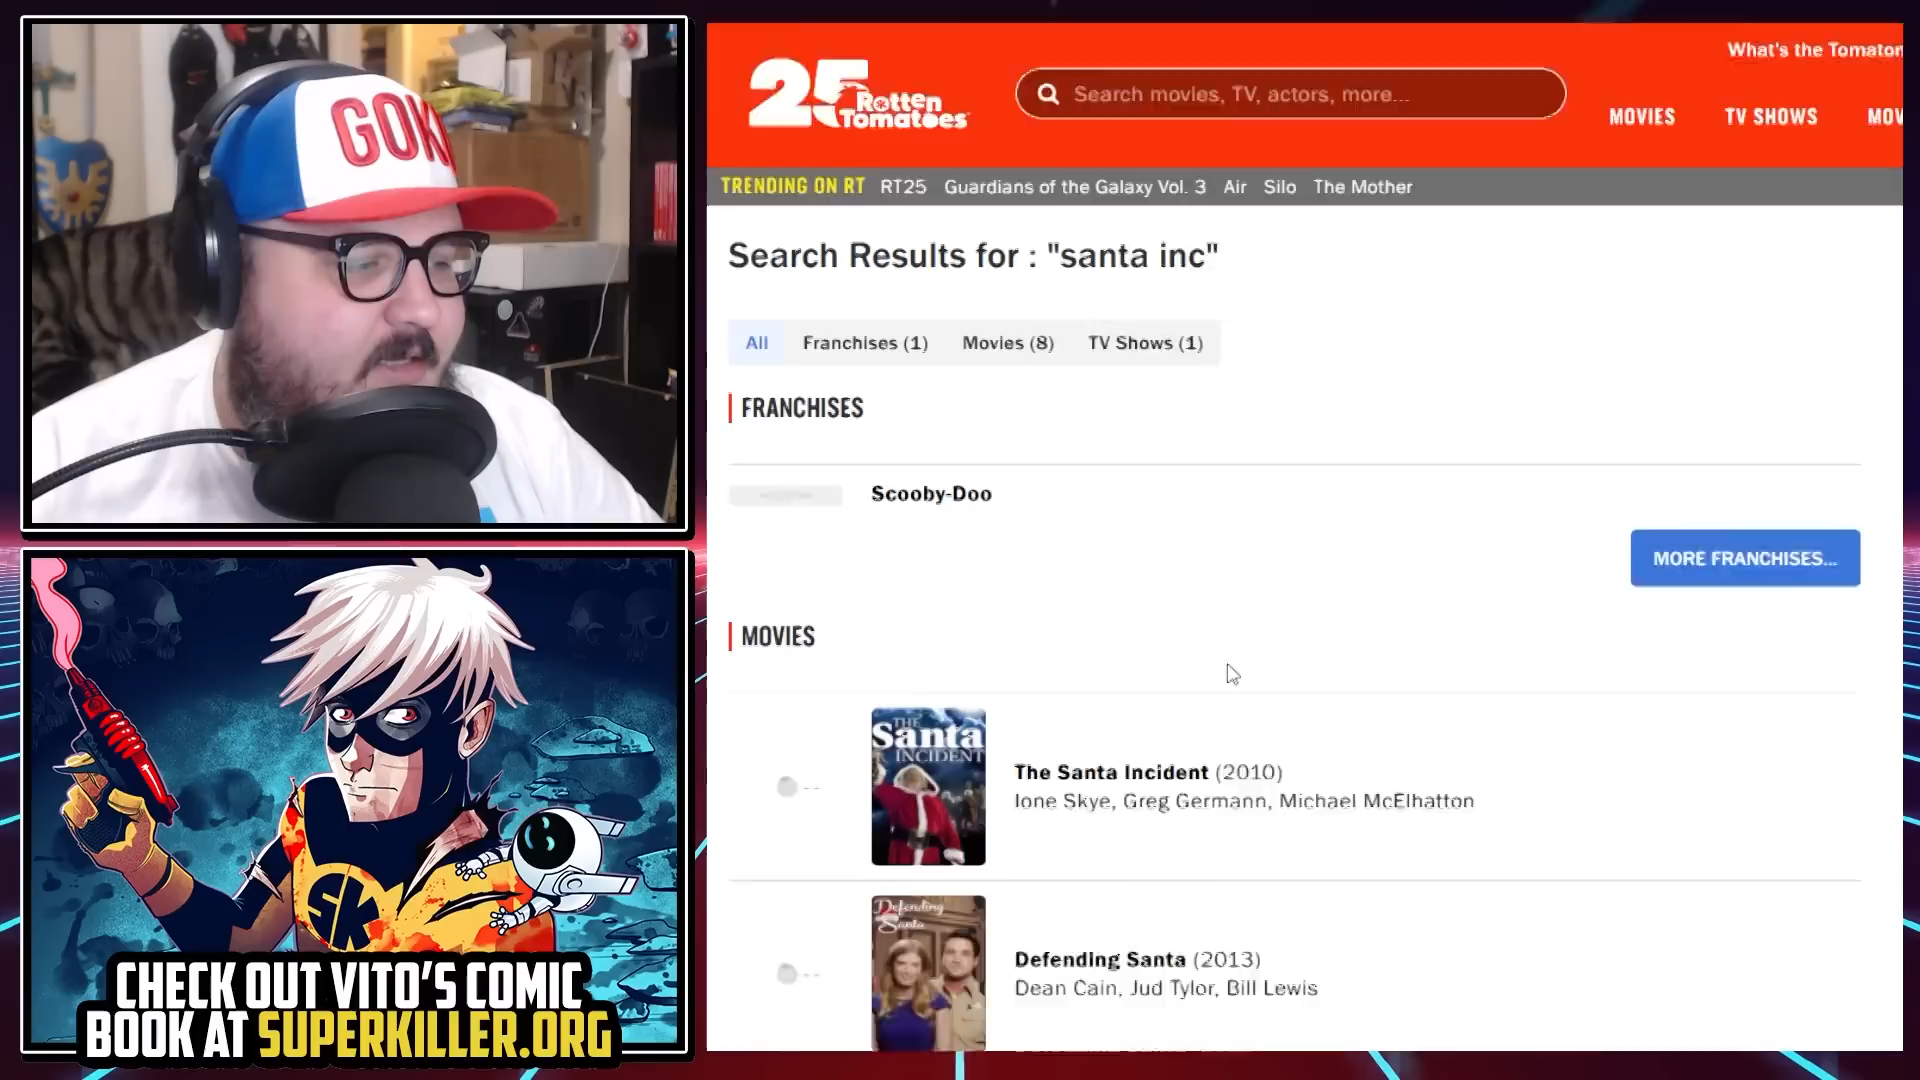 GOK
SK
CHECK OUT VITO'S COMIC
BOOK AT SUPERKILLER.ORG
25 Rotten
Tomatoes
Search movies, TV, actors, more...
What's the Tomatom
MOVIES TV SHOWS MOV
TRENDING ON RT RT25 Guardians of the Galaxy Vol. 3 Air Silo The Mother
Search Results for : "santa inc"
All Franchises (1) Movies (8) TV Shows (1)
FRANCHISES
Scooby-Doo
MORE FRANCHISES...
MOVIES
THE
Santa
INCIDENT
- -
The Santa Incident (2010)
Ione Skye, Greg Germann, Michael McElhatton
Defending
Santa
- -
Defending Santa (2013)
Dean Cain, Jud Tylor, Bill Lewis